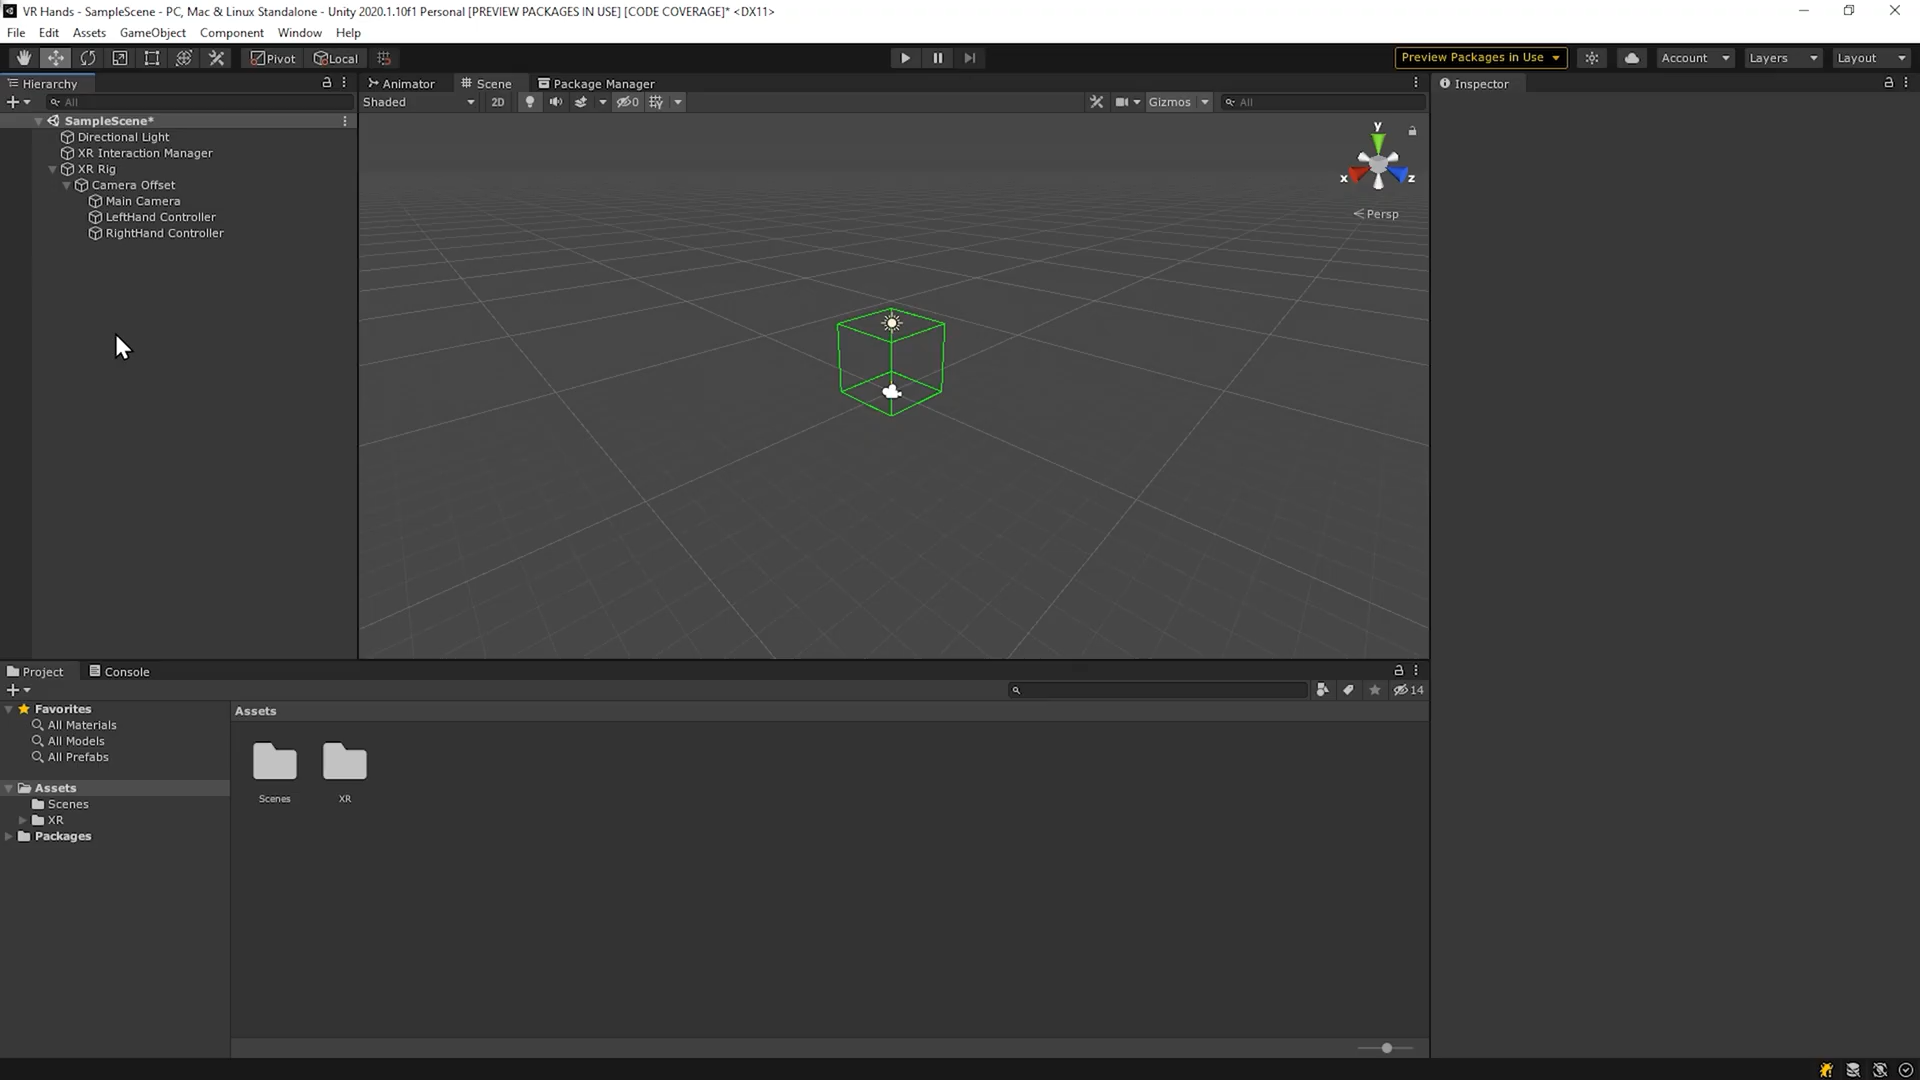 VR Hands - SampleScene - PC, Mac & Linux Standalone - Unity 2020.1.10f1 Personal [PREVIEW PACKAGES IN USE] [CODE COVERAGE]* <DX11>
File Edit Assets GameObject Component Window Help
Pivot Local Preview Packages in Use Account Layers Layout
Hierarchy
All
SampleScene*
Directional Light
XR Interaction Manager
XR Rig
Camera Offset
Main Camera
LeftHand Controller
RightHand Controller
Animator Scene Package Manager
Shaded 2D 0 Gizmos All
y
x z
Persp
Inspector
Project Console
14
Favorites
All Materials
All Models
All Prefabs
Assets
Scenes
XR
Packages
Assets
Scenes XR